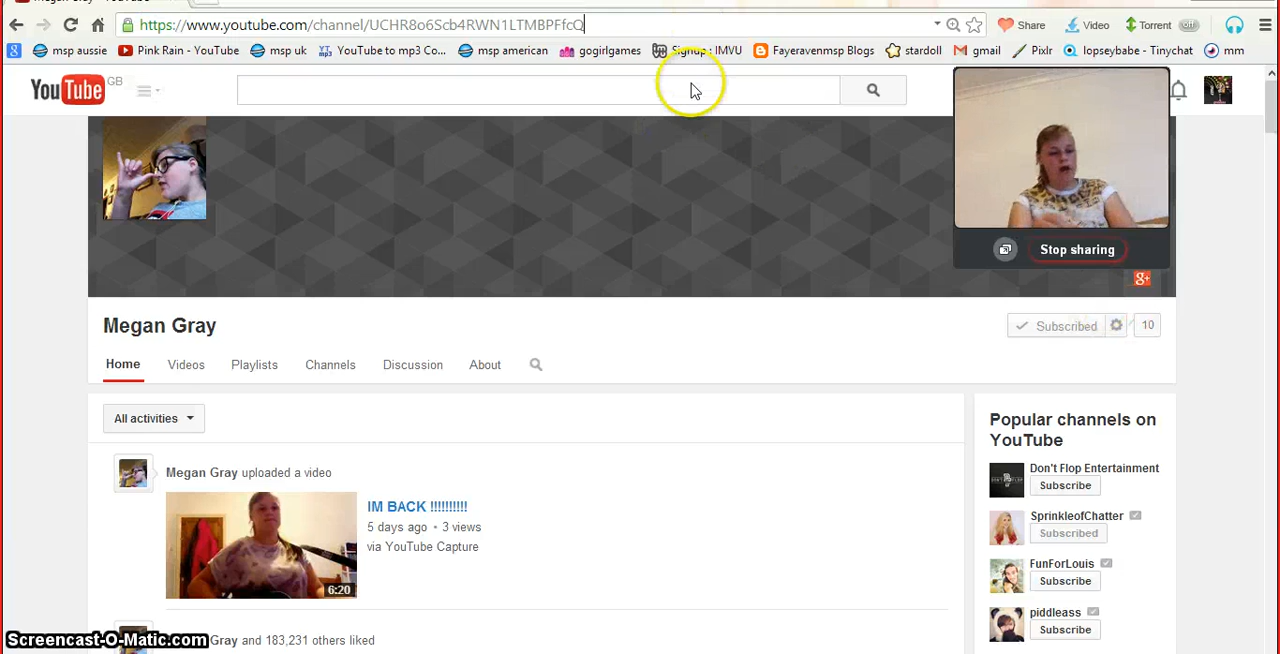 https://www.youtube.com/channel/UCHR8o6Scb4RWN1LTMBPFfcQ
Share Video Torrent off
msp aussie Pink Rain - YouTube msp uk YouTube to mp3 Co... msp american gogirlgames Signup : IMVU Fayeravenmsp Blogs stardoll gmail Pixlr lopseybabe - Tinychat mm
YouTube GB
Stop sharing
g+
Megan Gray
Subscribed 10
Home Videos Playlists Channels Discussion About
All activities
Popular channels on
YouTube
Megan Gray uploaded a video
Don't Flop Entertainment
Subscribe
IM BACK !!!!!!!!!!
5 days ago • 3 views
via YouTube Capture
6:20
SprinkleofChatter
Subscribed
FunForLouis
Subscribe
piddleass
Subscribe
Gray and 183,231 others liked
Screencast-O-Matic.com